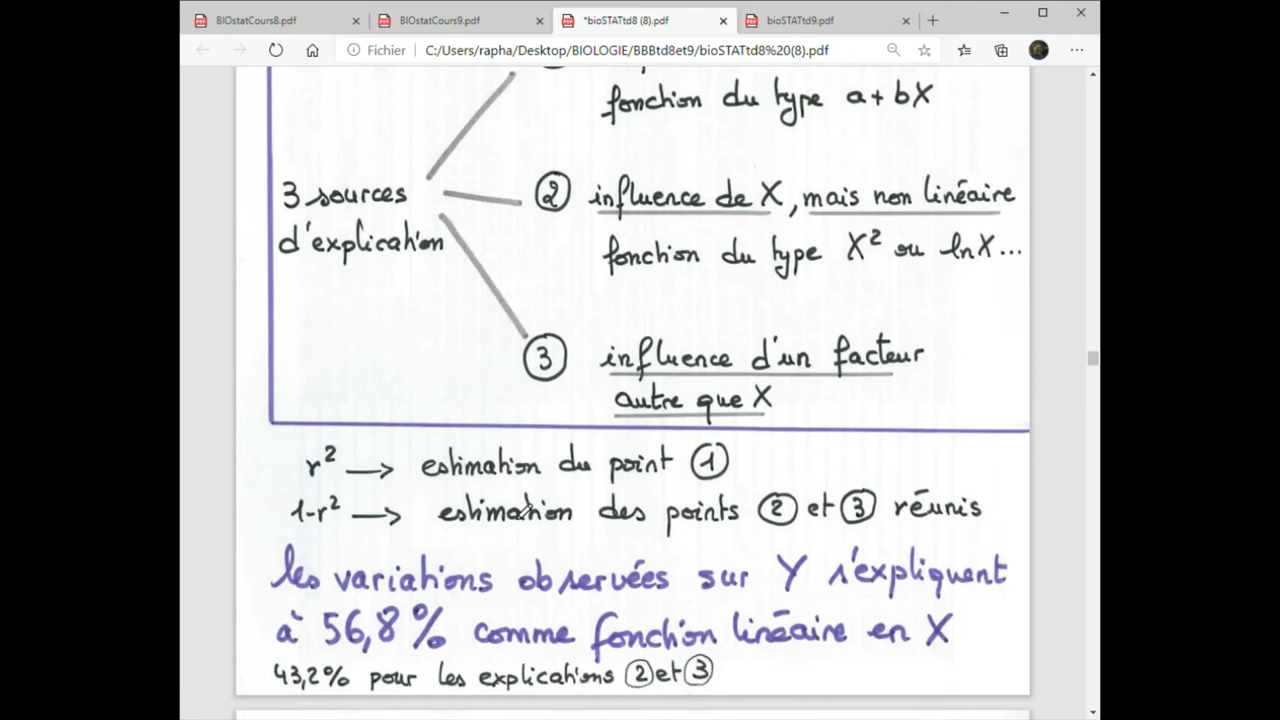 BIOstatCours8.pdf
BIOstatCours9.pdf
*bioSTATtd8 (8).pdf
bioSTATtd9.pdf
Fichier C:/Users/rapha/Desktop/BIOLOGIE/BBBtd8et9/bioSTATtd8%20(8).pdf
fonction du type a+bX
3 sources
d'explication
2 influence de X, mais non linéaire
fonction du type X² ou lnX...
3 influence d'un facteur
autre que X
r² → estimation du point 1
1-r² → estimation des points 2 et 3 réunis
les variations observées sur Y s'expliquent
à 56,8% comme fonction linéaire en X
43,2% pour les explications 2 et 3